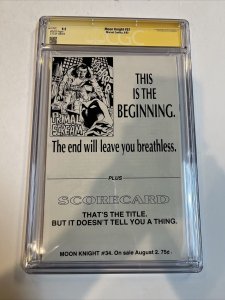 Moon Knight #57
THIS
IS THE
BEGINNING.
PRIMAL
SCREAM
The end will leave you breathless.
PLUS
SCORECARD
THAT'S THE TITLE.
BUT IT DOESN'T TELL YOU A THING.
MOON KNIGHT #34. On sale August 2. 75¢